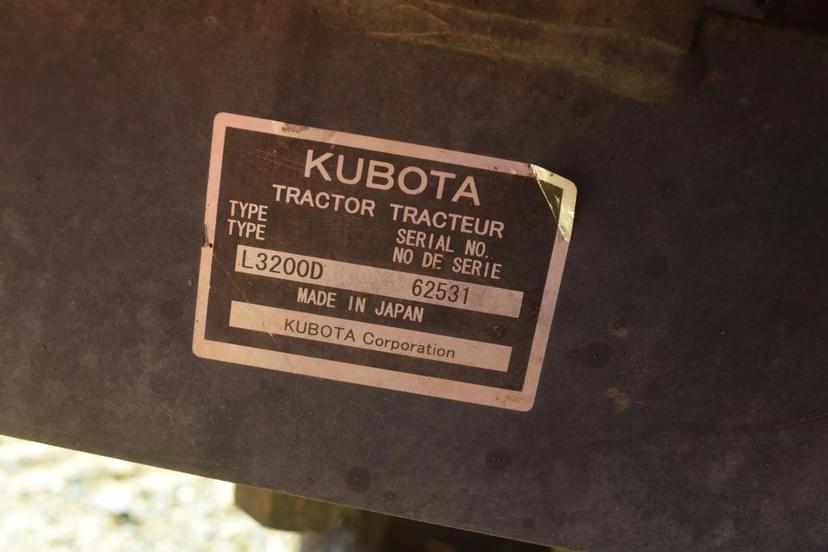 KUBOTA
TRACTOR TRACTEUR
TYPE SERIAL NO.
TYPE NO DE SERIE
L3200D 62531
MADE IN JAPAN
KUBOTA Corporation